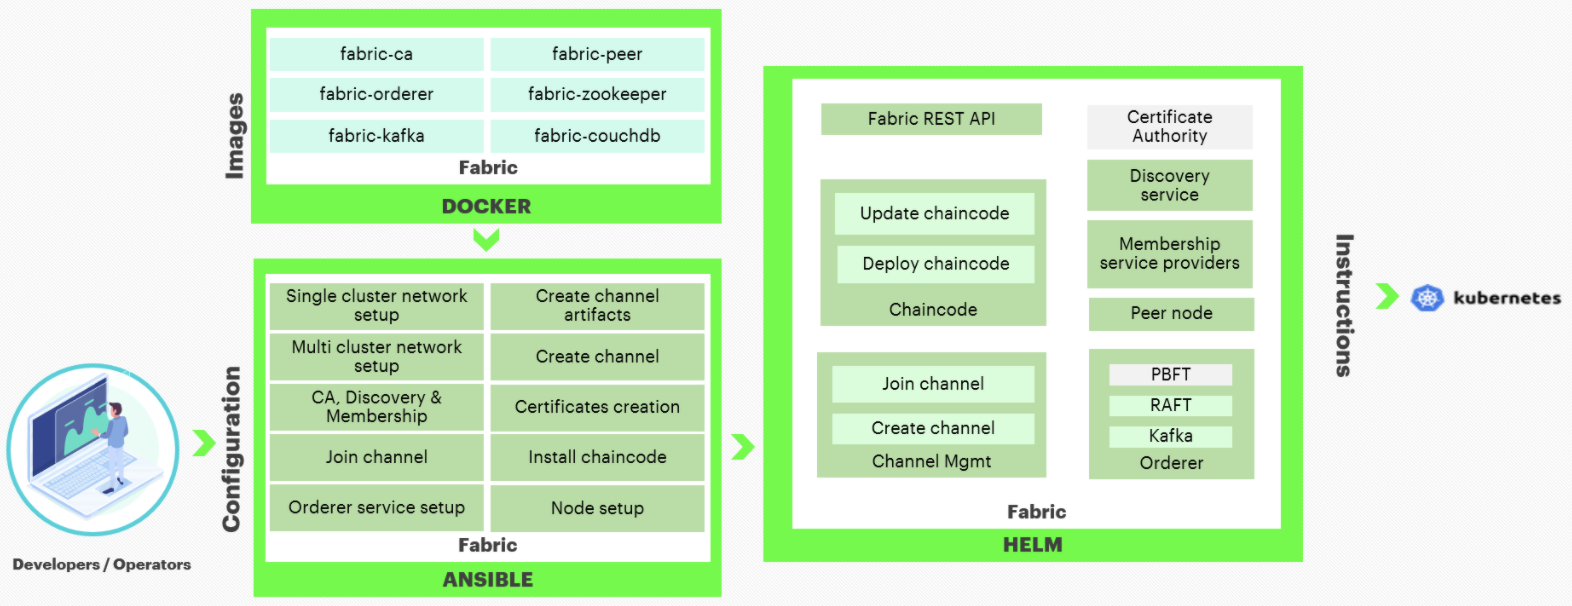 Images
fabric-ca
fabric-peer
fabric-orderer
fabric-zookeeper
fabric-kafka
fabric-couchdb
Fabric
DOCKER
Developers / Operators
Configuration
Single cluster network
setup
Create channel
artifacts
Multi cluster network
setup
Create channel
CA, Discovery &
Membership
Certificates creation
Join channel
Install chaincode
Orderer service setup
Node setup
Fabric
ANSIBLE
Fabric REST API
Update chaincode
Deploy chaincode
Chaincode
Join channel
Create channel
Channel Mgmt
Certificate
Authority
Discovery
service
Membership
service providers
Peer node
PBFT
RAFT
Kafka
Orderer
Fabric
HELM
Instructions
kubernetes